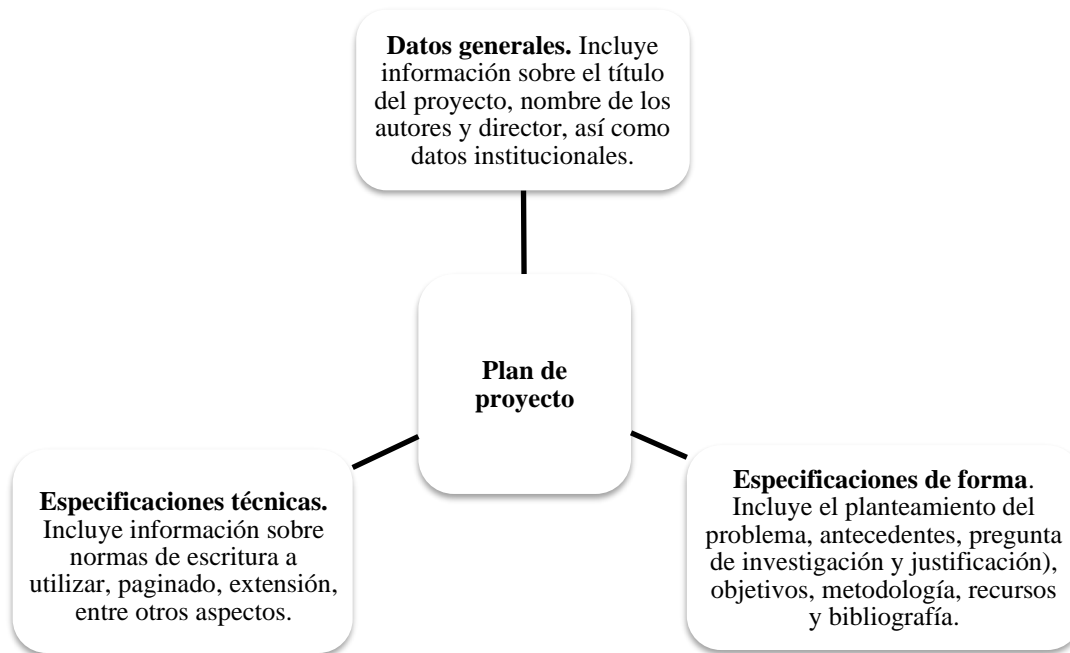 Datos generales. Incluye
información sobre el título
del proyecto, nombre de los
autores y director, así como
datos institucionales.
Plan de
proyecto
Especificaciones técnicas.
Incluye información sobre
normas de escritura a
utilizar, paginado, extensión,
entre otros aspectos.
Especificaciones de forma.
Incluye el planteamiento del
problema, antecedentes, pregunta
de investigación y justificación),
objetivos, metodología, recursos
y bibliografía.